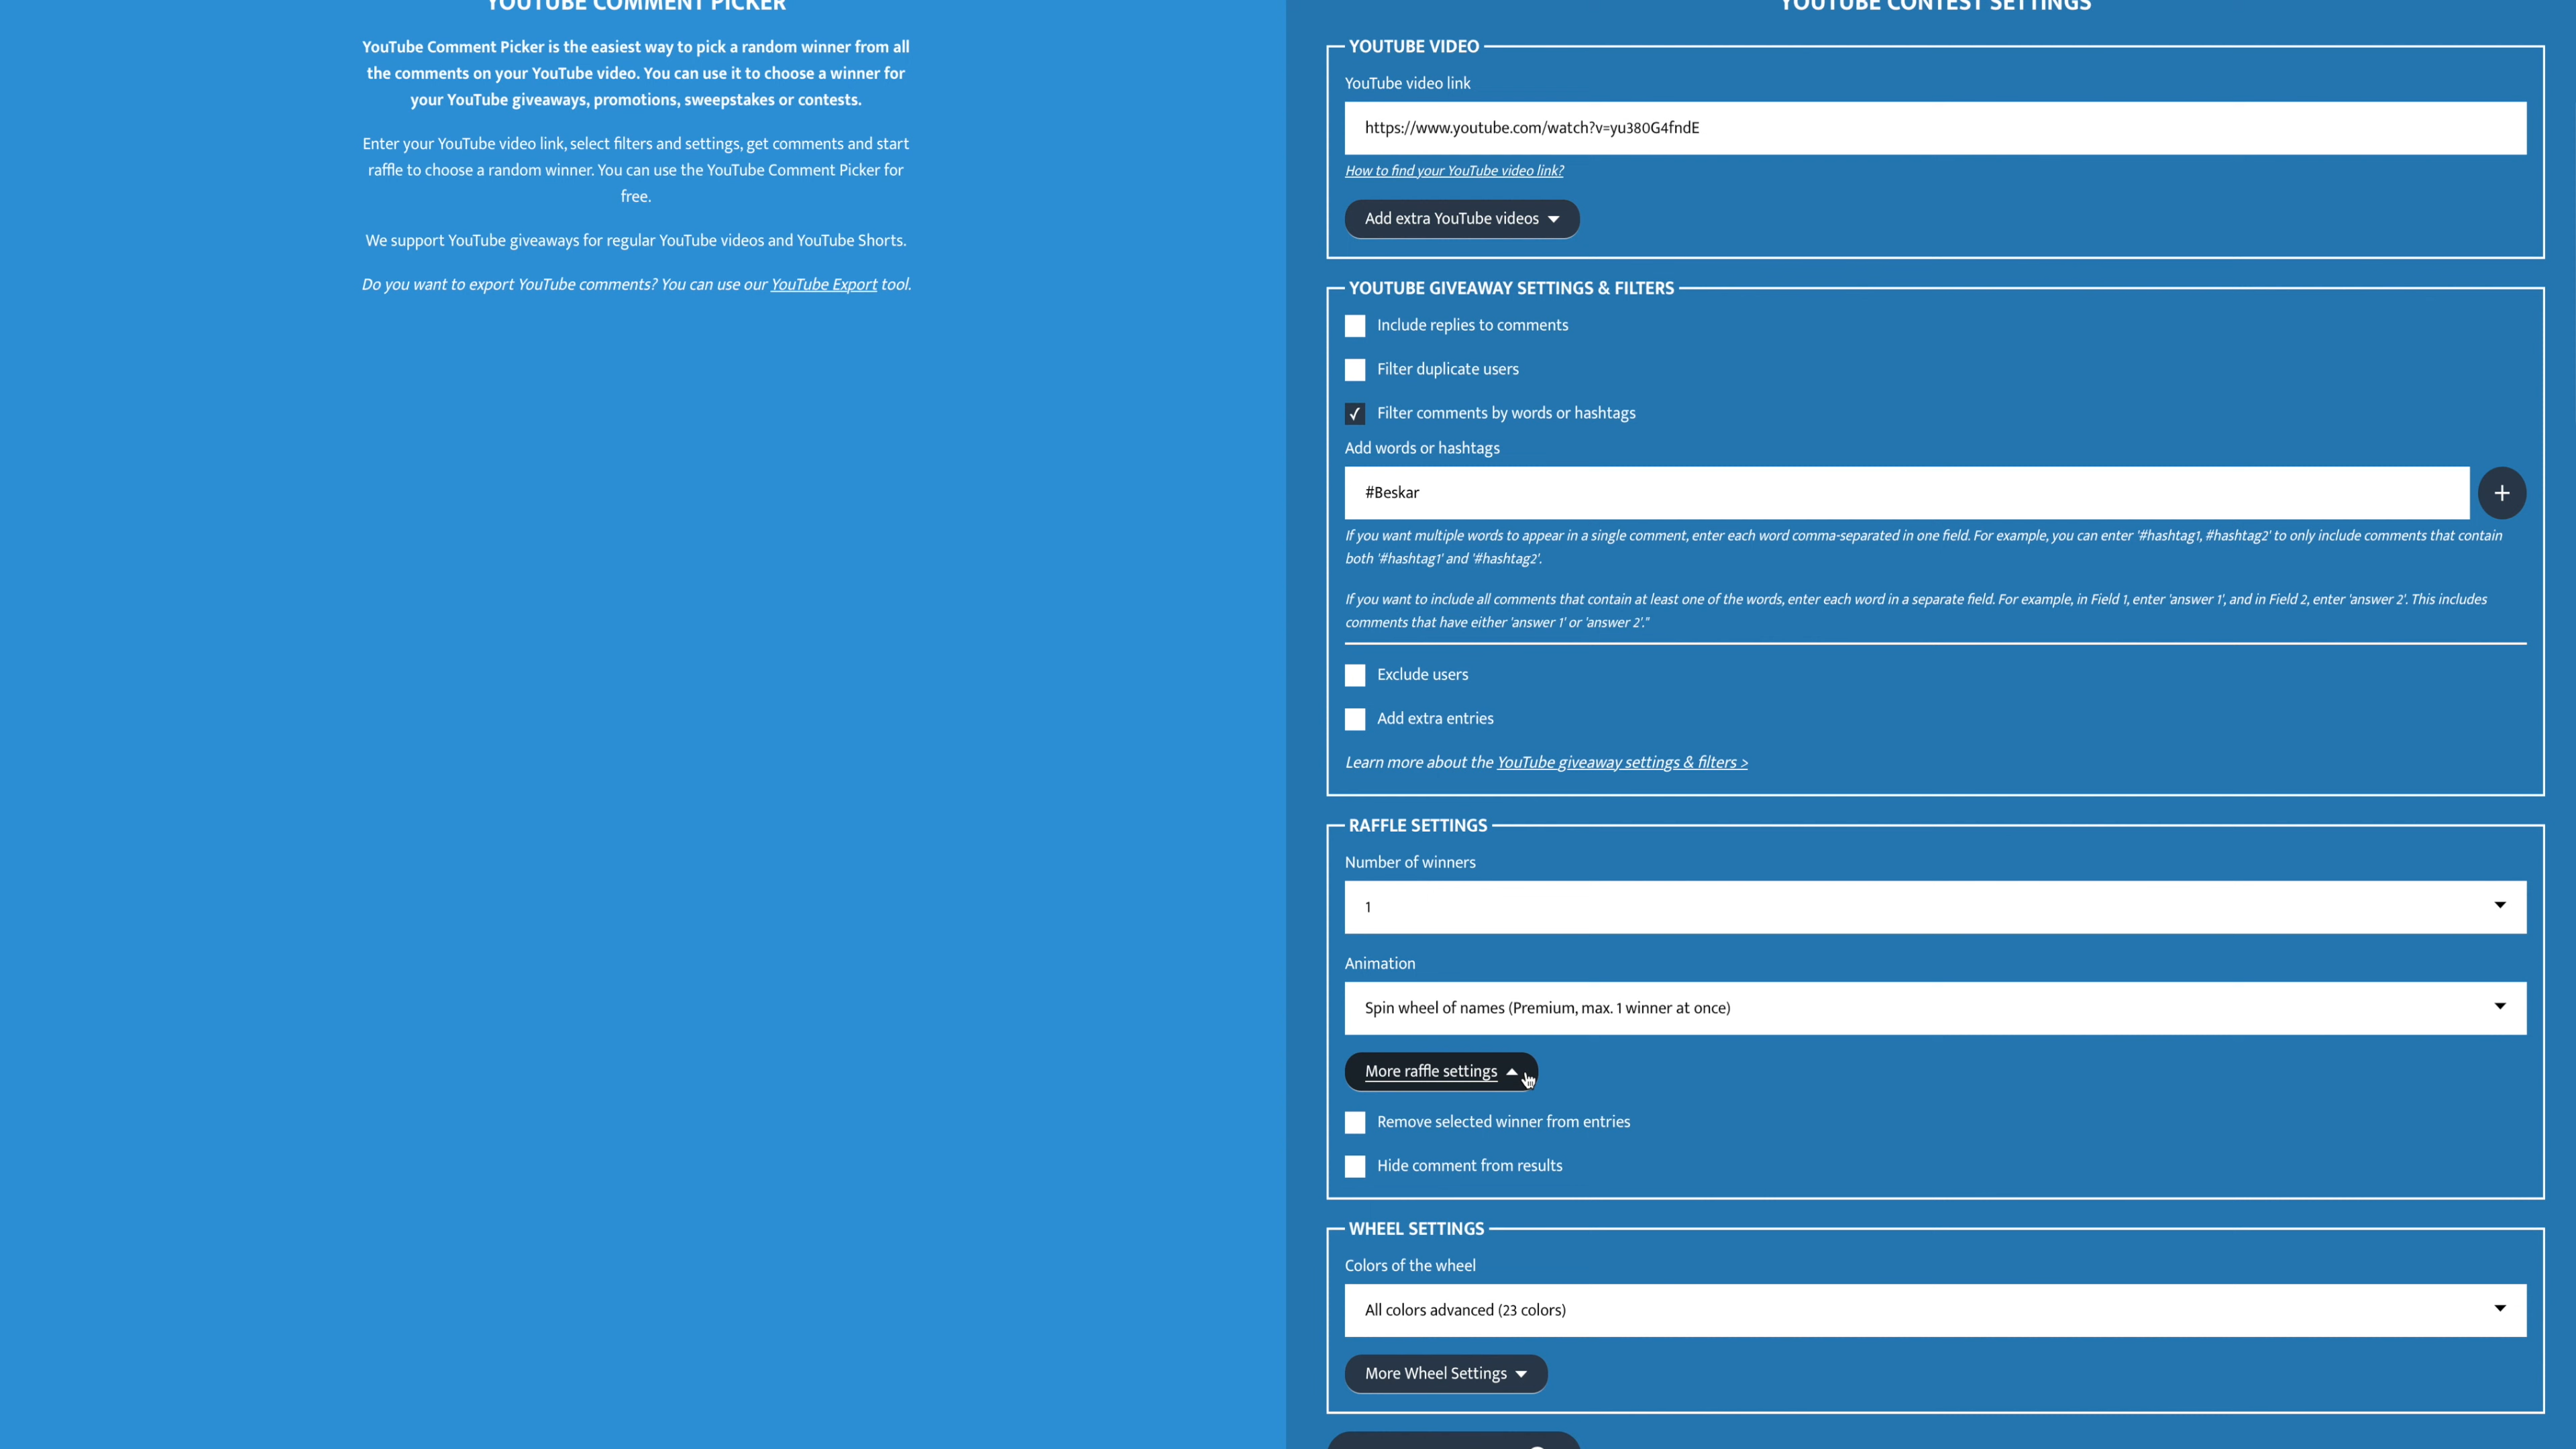 YOUTUBE COMMENT PICKER
YouTube Comment Picker is the easiest way to pick a random winner from all
the comments on your YouTube video. You can use it to choose a winner for
your YouTube giveaways, promotions, sweepstakes or contests.
Enter your YouTube video link, select filters and settings, get comments and start
raffle to choose a random winner. You can use the YouTube Comment Picker for
free.
We support YouTube giveaways for regular YouTube videos and YouTube Shorts.
Do you want to export YouTube comments? You can use our YouTube Export tool.
YOUTUBE CONTEST SETTINGS
YOUTUBE VIDEO
YouTube video link
https://www.youtube.com/watch?v=yu380G4fndE
How to find your YouTube video link?
Add extra YouTube videos
YOUTUBE GIVEAWAY SETTINGS & FILTERS
Include replies to comments
Filter duplicate users
Filter comments by words or hashtags
Add words or hashtags
#Beskar
+
If you want multiple words to appear in a single comment, enter each word comma-separated in one field. For example, you can enter '#hashtag1, #hashtag2' to only include comments that contain
both '#hashtag1' and '#hashtag2'.
If you want to include all comments that contain at least one of the words, enter each word in a separate field. For example, in Field 1, enter 'answer 1', and in Field 2, enter 'answer 2'. This includes
comments that have either 'answer 1' or 'answer 2'."
Exclude users
Add extra entries
Learn more about the YouTube giveaway settings & filters >
RAFFLE SETTINGS
Number of winners
1
Animation
Spin wheel of names (Premium, max. 1 winner at once)
More raffle settings
Remove selected winner from entries
Hide comment from results
WHEEL SETTINGS
Colors of the wheel
All colors advanced (23 colors)
More Wheel Settings